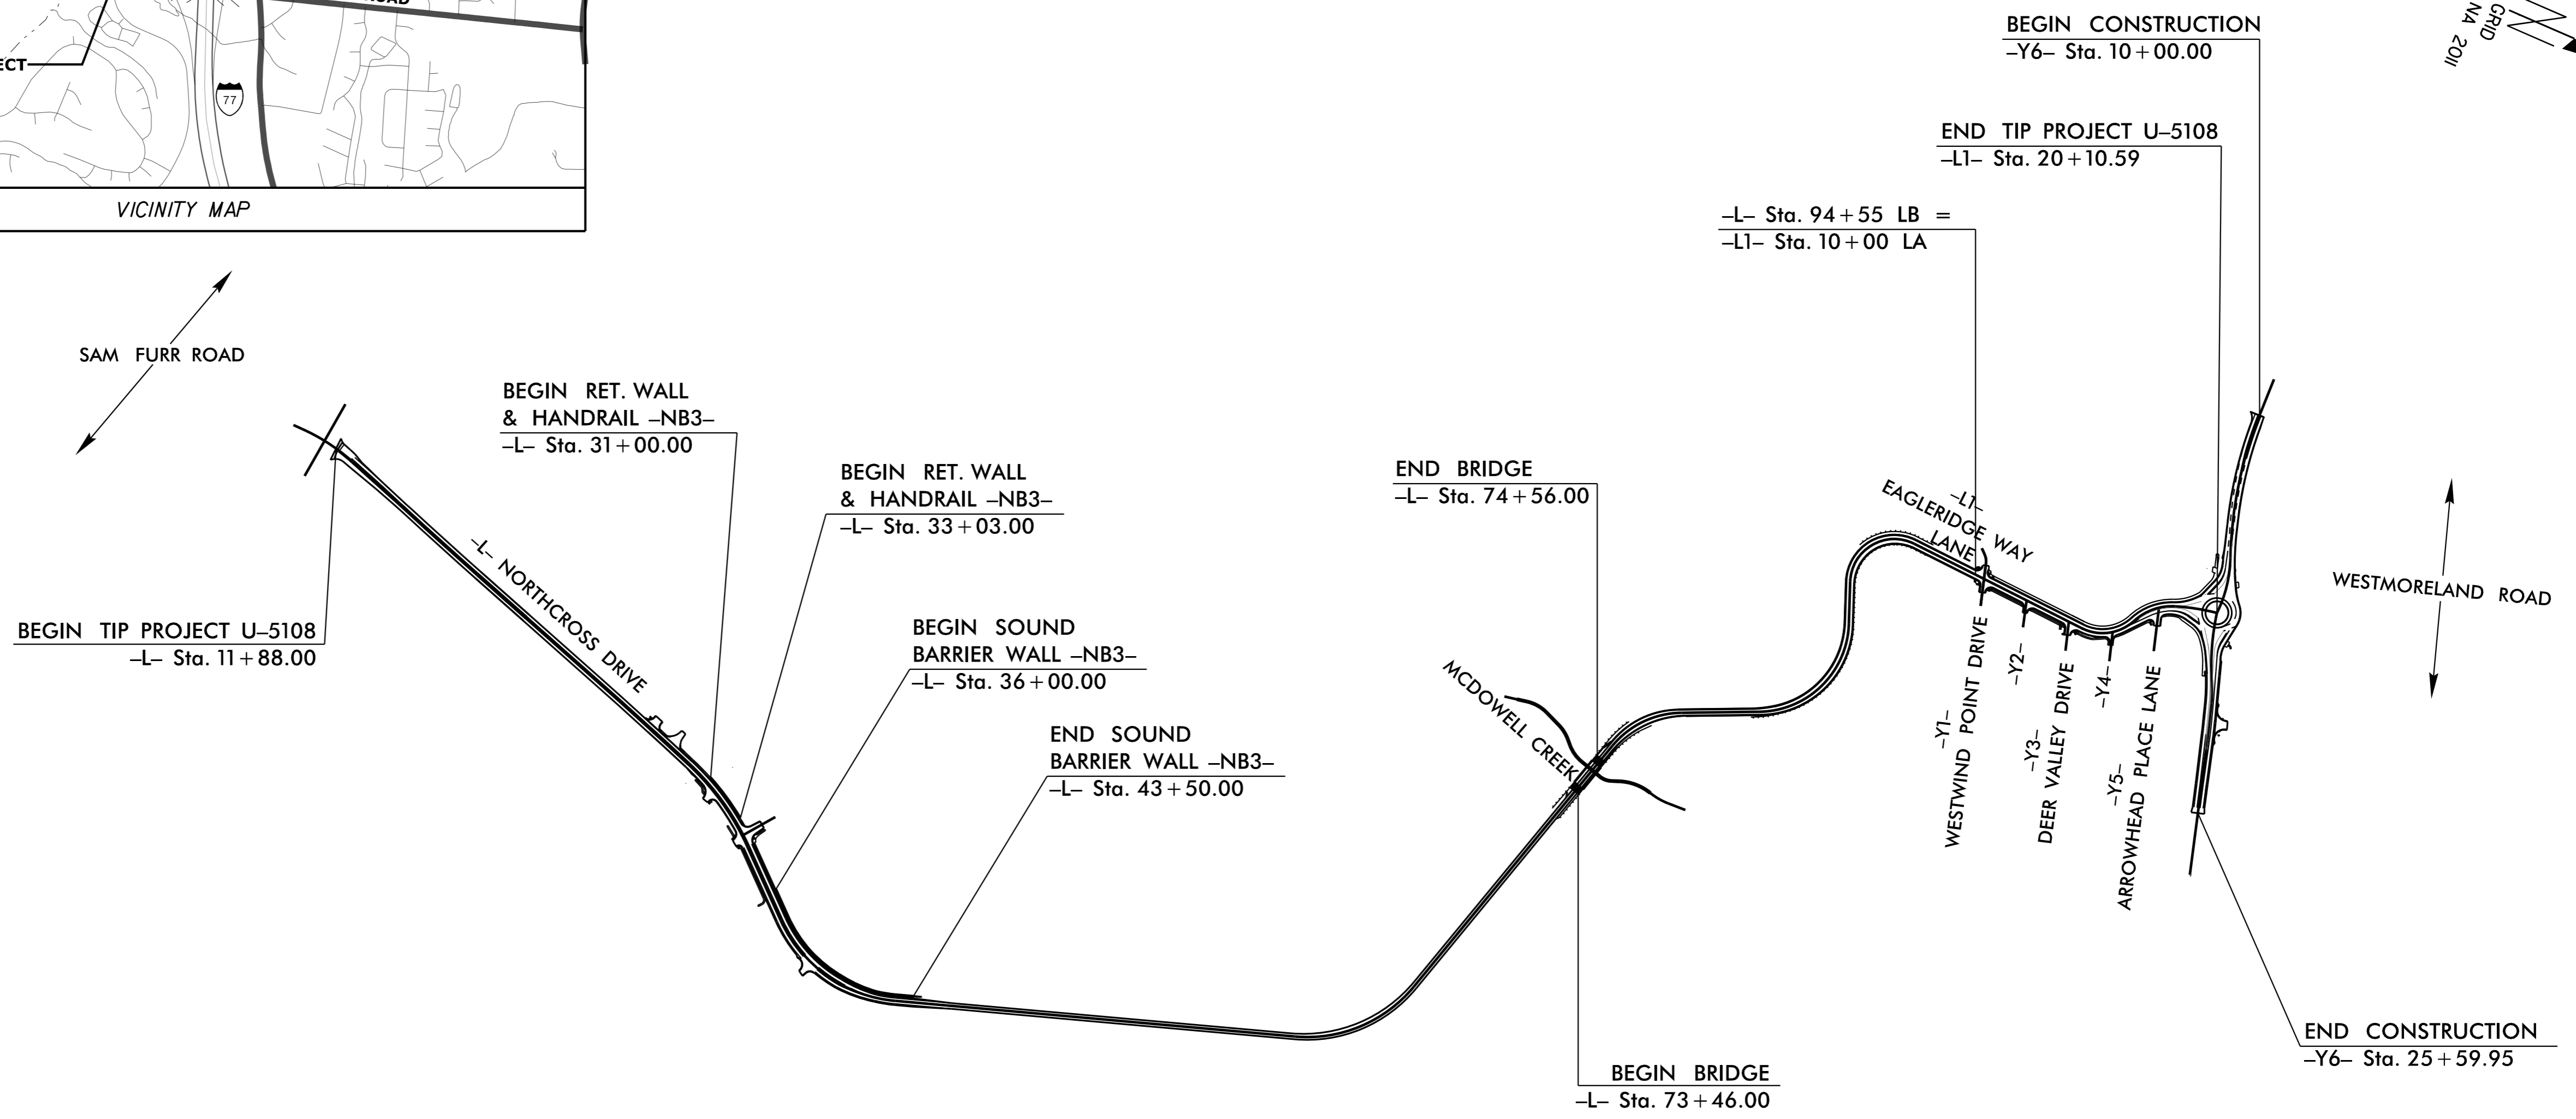 ROAD
ECT
77
VICINITY MAP
GRID
NA 2011
BEGIN CONSTRUCTION
–Y6– Sta. 10+00.00
END TIP PROJECT U–5108
–L1– Sta. 20+10.59
–L– Sta. 94+55 LB =
–L1– Sta. 10+00 LA
SAM FURR ROAD
BEGIN RET. WALL
& HANDRAIL –NB3–
–L– Sta. 31+00.00
BEGIN RET. WALL
& HANDRAIL –NB3–
–L– Sta. 33+03.00
END BRIDGE
–L– Sta. 74+56.00
–L1–
EAGLERIDGE WAY
LANE
WESTMORELAND ROAD
–L– NORTHCROSS DRIVE
BEGIN TIP PROJECT U–5108
–L– Sta. 11+88.00
BEGIN SOUND
BARRIER WALL –NB3–
–L– Sta. 36+00.00
END SOUND
BARRIER WALL –NB3–
–L– Sta. 43+50.00
MCDOWELL CREEK
–Y1–
WESTWIND POINT DRIVE
–Y2–
–Y3–
DEER VALLEY DRIVE
–Y4–
–Y5–
ARROWHEAD PLACE LANE
END CONSTRUCTION
–Y6– Sta. 25+59.95
BEGIN BRIDGE
–L– Sta. 73+46.00